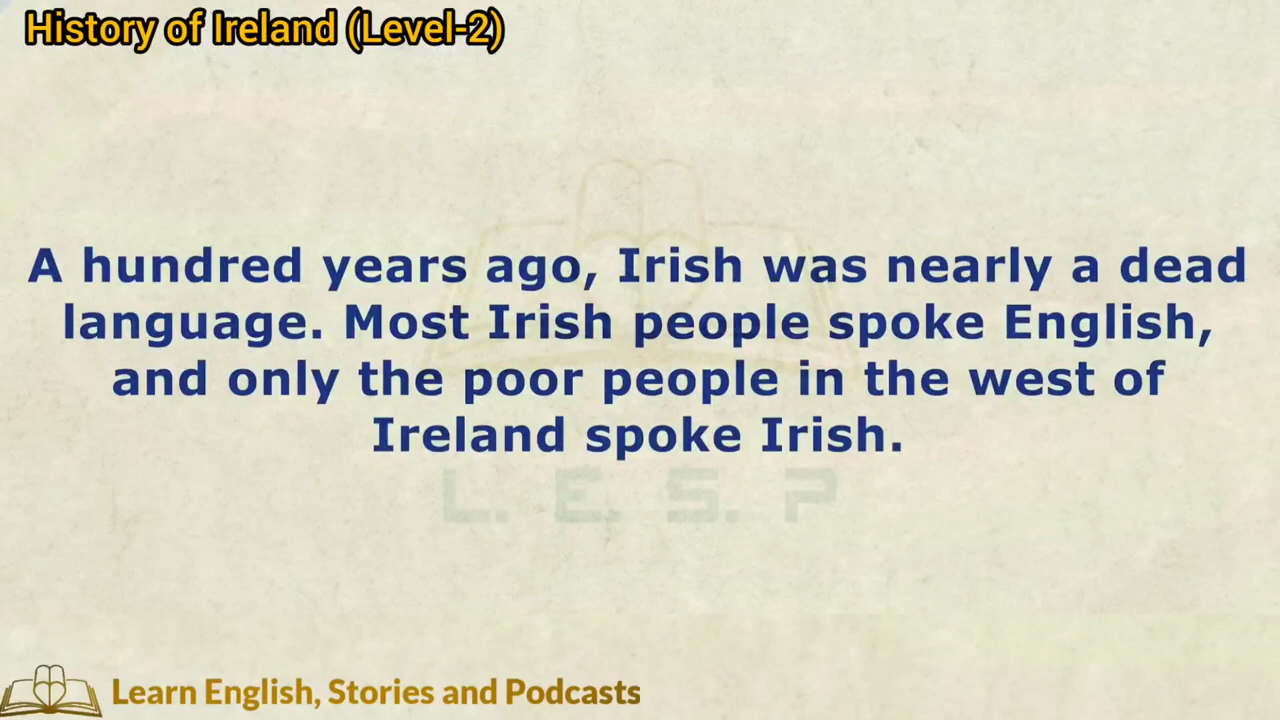 History of Ireland (Level-2)
A hundred years ago, Irish was nearly a dead
language. Most Irish people spoke English,
and only the poor people in the west of
Ireland spoke Irish.
L. E. S. P
Learn English, Stories and Podcasts